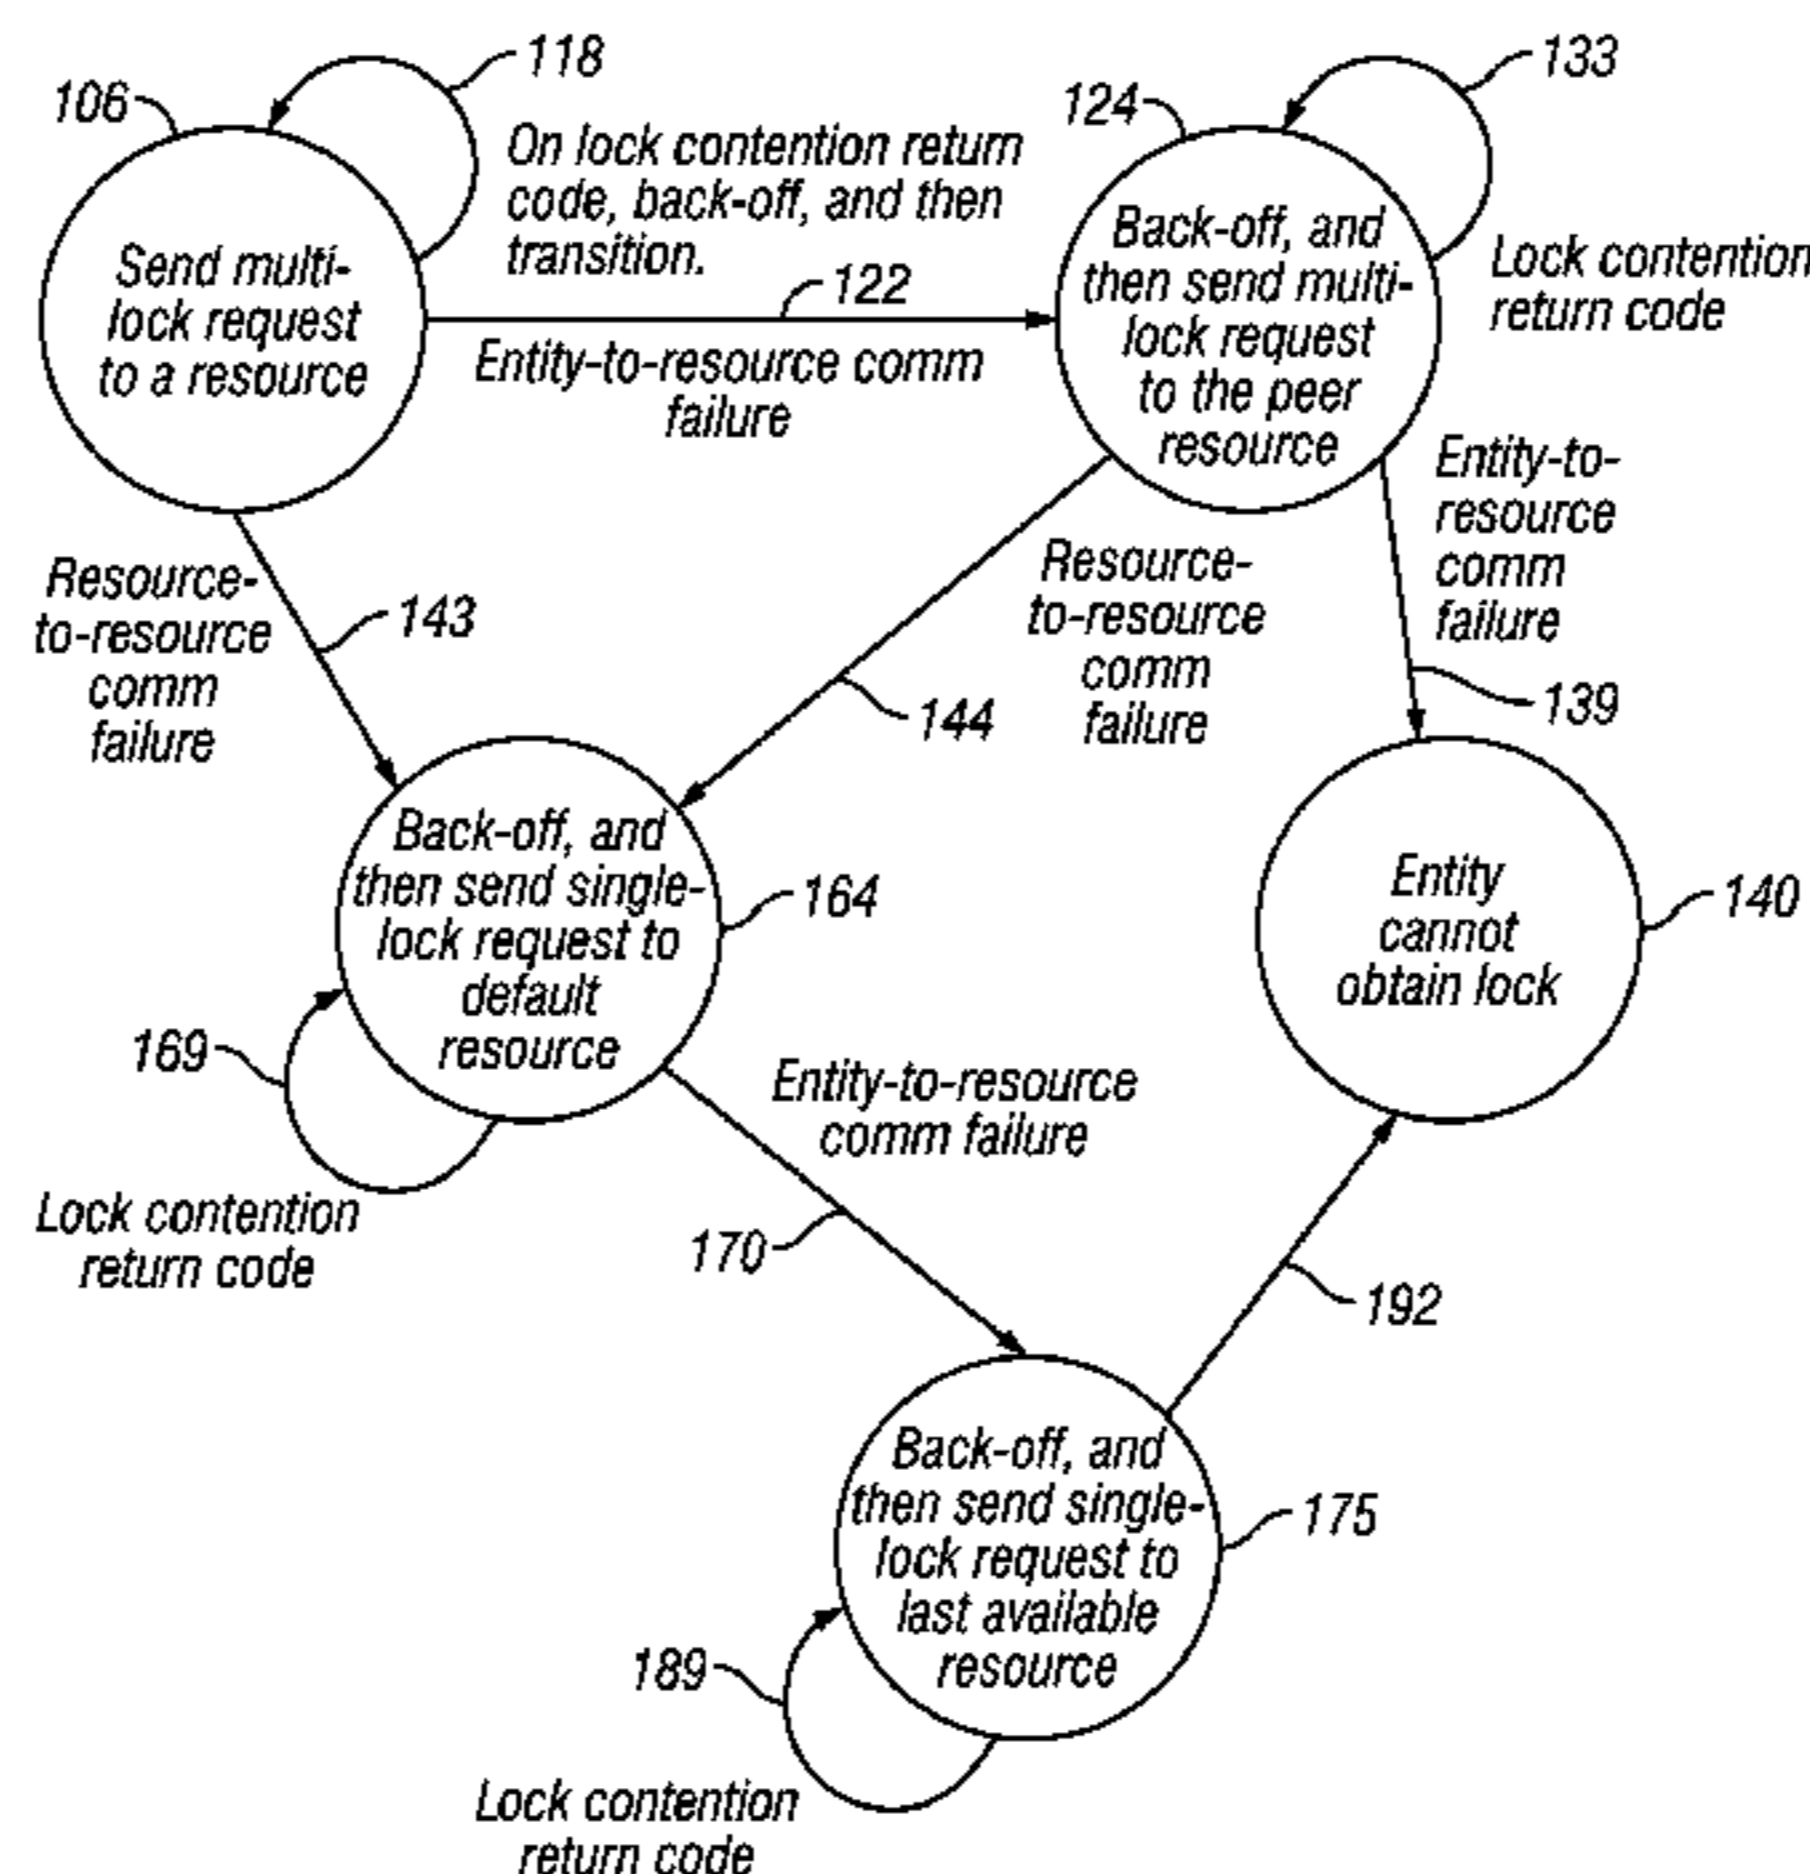 118
106
On lock contention return
code, back-off, and then
transition.
Send multi-
lock request
to a resource
122
Entity-to-resource comm
failure
133
124
Back-off, and
then send multi-
lock request
to the peer
resource
Lock contention
return code
Resource-
to-resource
comm
failure
143
Resource-
to-resource
comm
failure
144
Entity-to-
resource
comm
failure
139
Back-off, and
then send single-
lock request to
default
resource
164
Entity
cannot
obtain lock
140
169
Lock contention
return code
Entity-to-resource
comm failure
170
192
Back-off, and
then send single-
lock request to
last available
resource
175
189
Lock contention
return code